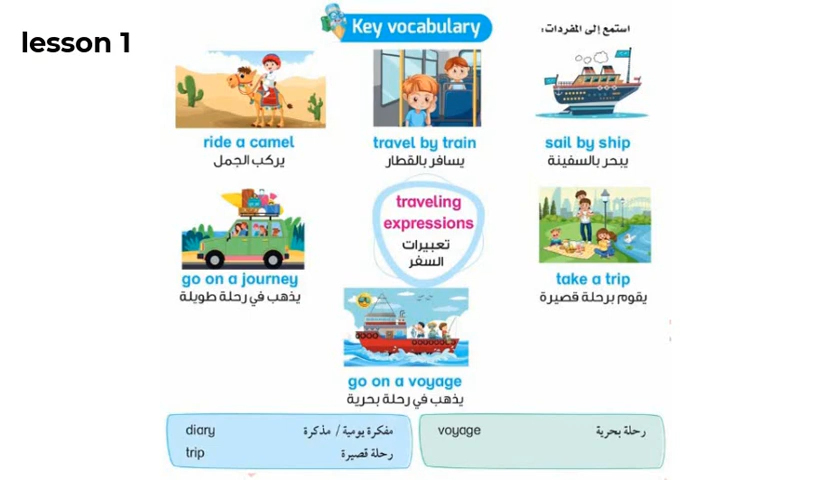 lesson 1
Key vocabulary
استمع إلى المفردات:
ride a camel
يركب الجمل
travel by train
يسافر بالقطار
sail by ship
يبحر بالسفينة
traveling
expressions
تعبيرات
السفر
go on a journey
يذهب في رحلة طويلة
take a trip
يقوم برحلة قصيرة
go on a voyage
يذهب في رحلة بحرية
diary مفكرة يومية / مذكرة
trip رحلة قصيرة
voyage رحلة بحرية